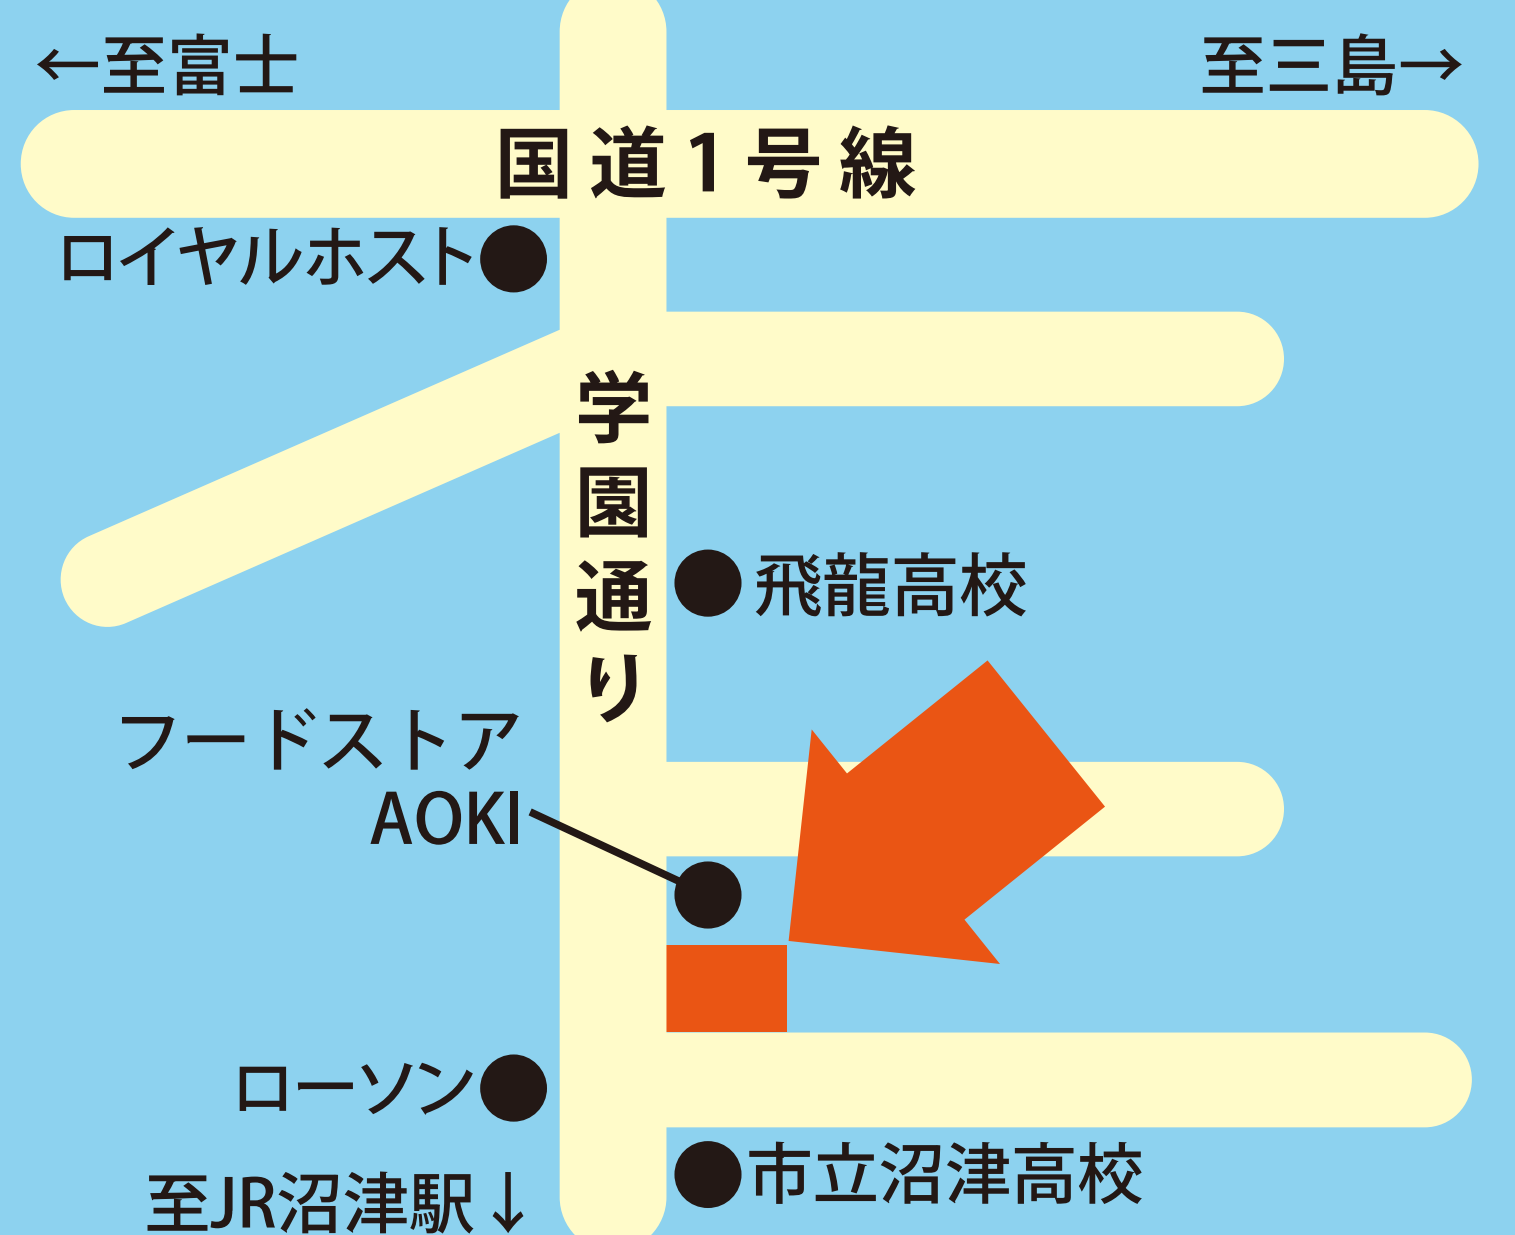 ←至富士
至三島→
国道1号線
ロイヤルホスト
学園通り
飛龍高校
フードストア
AOKI
ローソン
市立沼津高校
至JR沼津駅↓